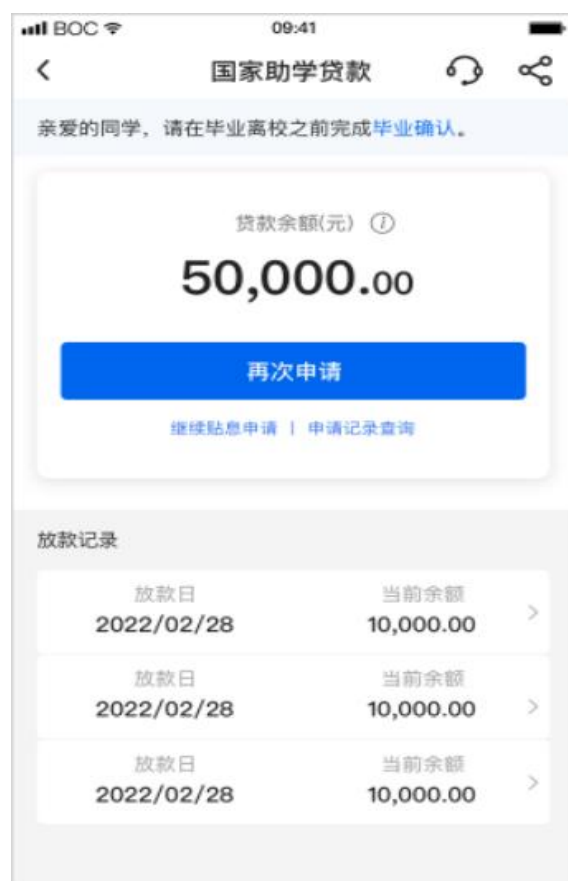 BOC 09:41
国家助学贷款
亲爱的同学，请在毕业离校之前完成毕业确认。
贷款余额(元) i
50,000.00
再次申请
继续贴息申请 | 申请记录查询
放款记录
放款日 当前余额
2022/02/28 10,000.00
放款日 当前余额
2022/02/28 10,000.00
放款日 当前余额
2022/02/28 10,000.00